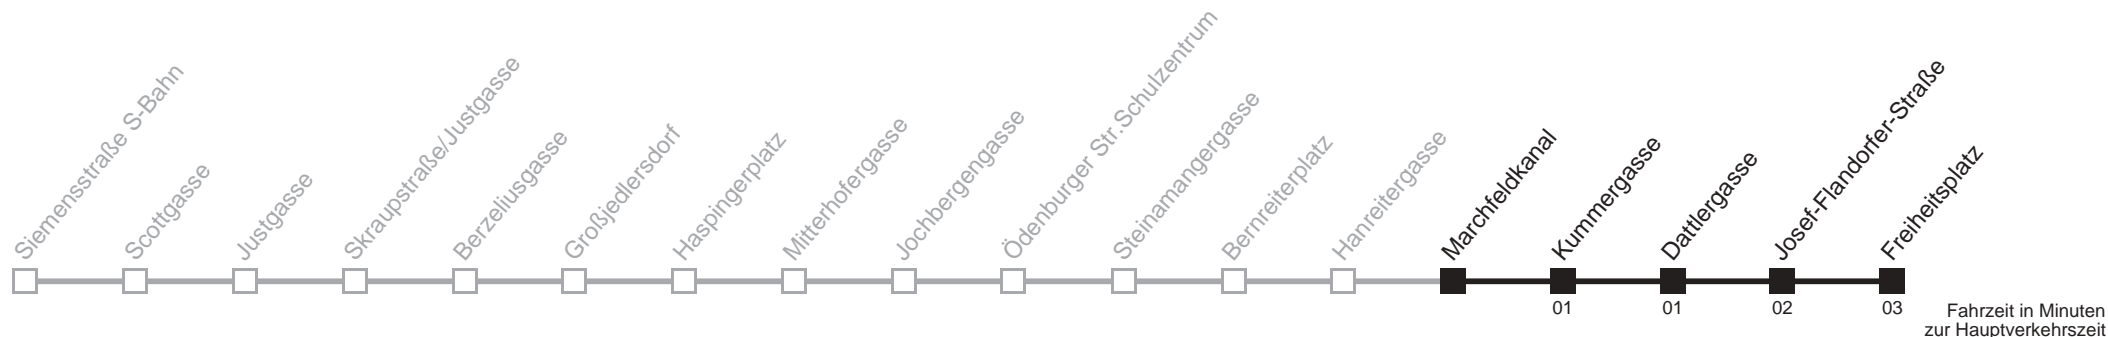 Siemensstraße S-Bahn
Scottgasse
Justgasse
Skraupstraße/Justgasse
Berzeliusgasse
Großjedlersdorf
Haspingerplatz
Mitterhofergasse
Jochbergengasse
Ödenburger Str.Schulzentrum
Steinamangergasse
Bernreiterplatz
Hanreitergasse
Marchfeldkanal
Kummergasse
Dattlergasse
Josef-Flandorfer-Straße
Freiheitsplatz
01
01
02
03
Fahrzeit in Minuten
zur Hauptverkehrszeit